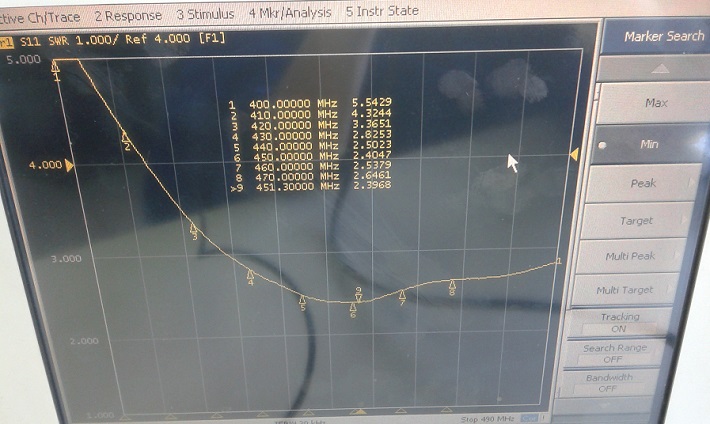 ctive Ch/Trace 2 Response 3 Stimulus 4 Mkr/Analysis 5 Instr State
r1 S11 SWR 1.000/ Ref 4.000 [F1]
Marker Search
5.000
1
1 400.00000 MHz 5.5429
2 410.00000 MHz 4.3244
3 420.00000 MHz 3.3651
4 430.00000 MHz 2.8253
5 440.00000 MHz 2.5023
6 450.00000 MHz 2.4047
7 460.00000 MHz 2.5379
8 470.00000 MHz 2.6461
>9 451.30000 MHz 2.3968
Max
2
Min
4.000
Peak
Target
3
3.000
1
Multi Peak
4
Multi Target
9
8
5
6
7
Tracking
ON
2.000
Search Range
OFF
Bandwidth
OFF
1.000
Stop 490 MHz